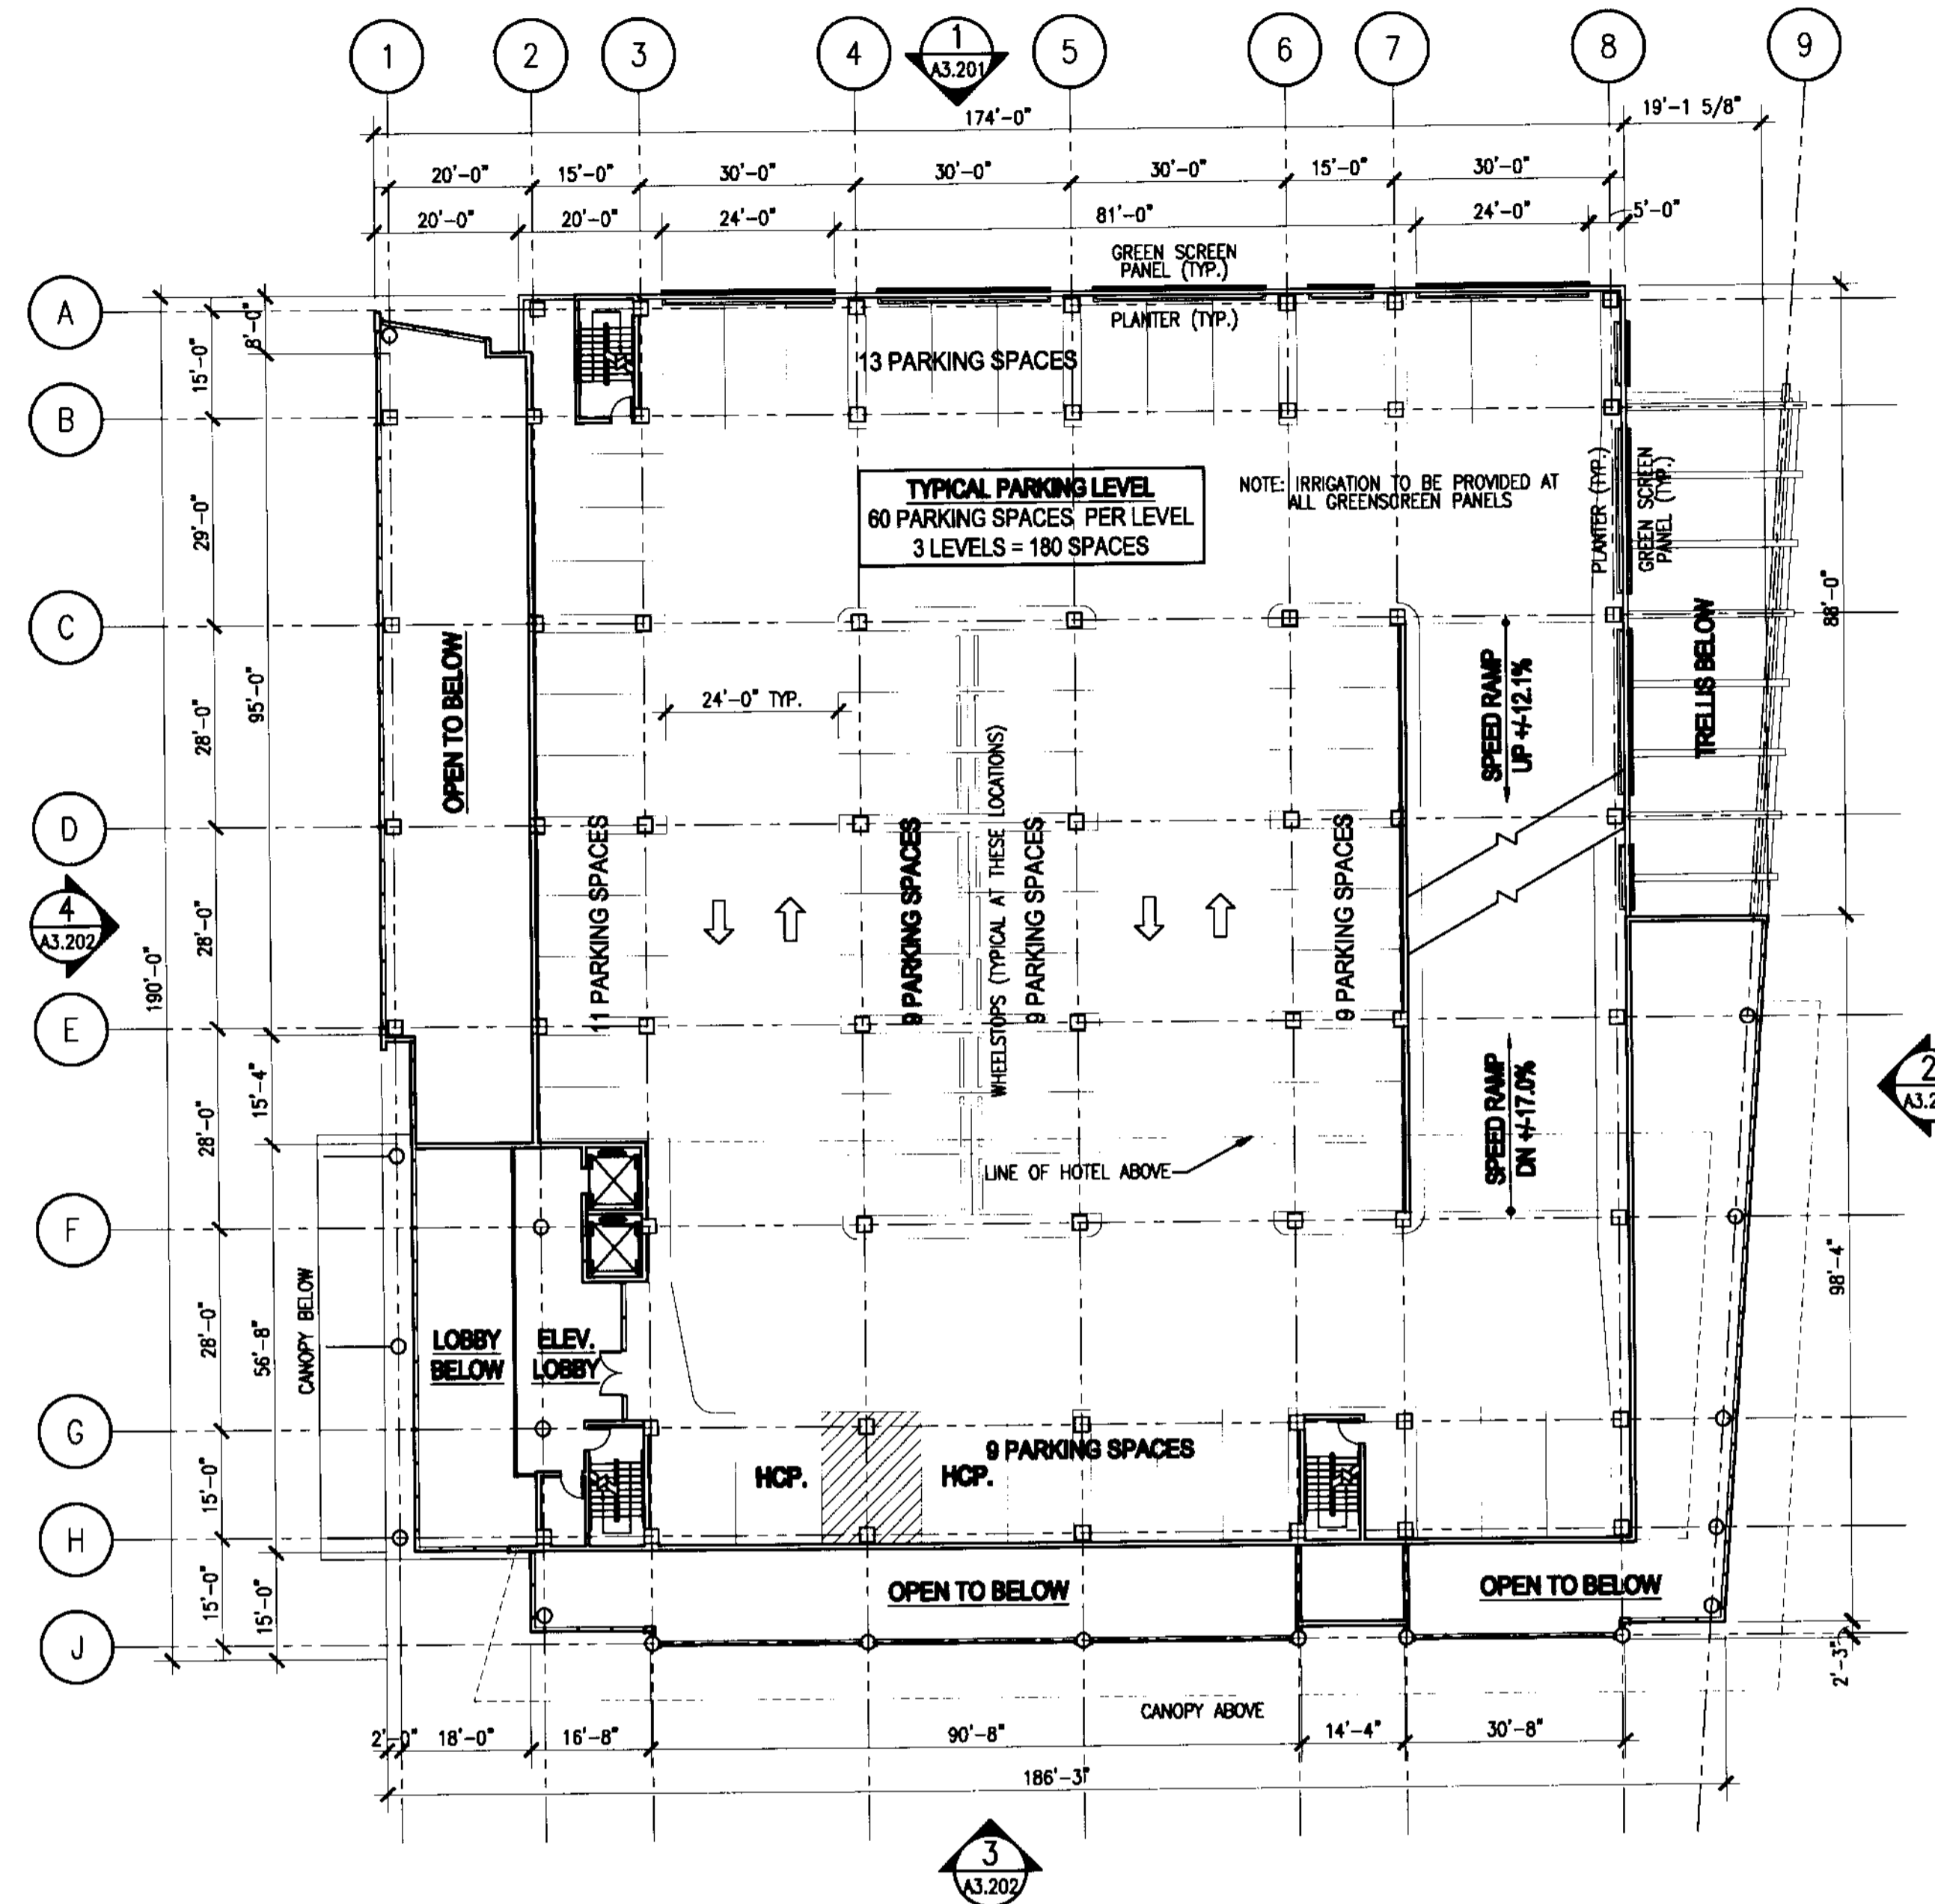 1
2
3
4
1
A3.201
5
6
7
8
9
174'-0"
19'-1 5/8"
20'-0"
15'-0"
30'-0"
30'-0"
30'-0"
15'-0"
30'-0"
20'-0"
20'-0"
24'-0"
81'-0"
24'-0"
5'-0"
GREEN SCREEN
PANEL (TYP.)
PLANTER (TYP.)
A
B
C
D
E
F
G
H
J
8'-0"
15'-0"
29'-0"
28'-0"
95'-0"
28'-0"
190'-0"
15'-4"
28'-0"
28'-0"
56'-8"
15'-0"
15'-0"
15'-0"
13 PARKING SPACES
TYPICAL PARKING LEVEL
60 PARKING SPACES PER LEVEL
3 LEVELS = 180 SPACES
NOTE: IRRIGATION TO BE PROVIDED AT
ALL GREENSCREEN PANELS
PLANTER (TYP.)
GREEN SCREEN
PANEL (TYP.)
88'-0"
TRELLIS BELOW
OPEN TO BELOW
24'-0" TYP.
SPEED RAMP
UP +/-12.1%
11 PARKING SPACES
9 PARKING SPACES
WHEELSTOPS (TYPICAL AT THESE LOCATIONS)
9 PARKING SPACES
9 PARKING SPACES
4
A3.202
2
A3.2
SPEED RAMP
DN +/-17.0%
LINE OF HOTEL ABOVE
CANOPY BELOW
LOBBY
BELOW
ELEV.
LOBBY
98'-4"
HCP.
HCP.
9 PARKING SPACES
OPEN TO BELOW
OPEN TO BELOW
2'-3"
CANOPY ABOVE
2'-0"
18'-0"
16'-8"
90'-8"
14'-4"
30'-8"
186'-3"
3
A3.202